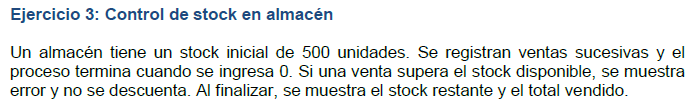 Ejercicio 3: Control de stock en almacén
Un almacén tiene un stock inicial de 500 unidades. Se registran ventas sucesivas y el
proceso termina cuando se ingresa 0. Si una venta supera el stock disponible, se muestra
error y no se descuenta. Al finalizar, se muestra el stock restante y el total vendido.